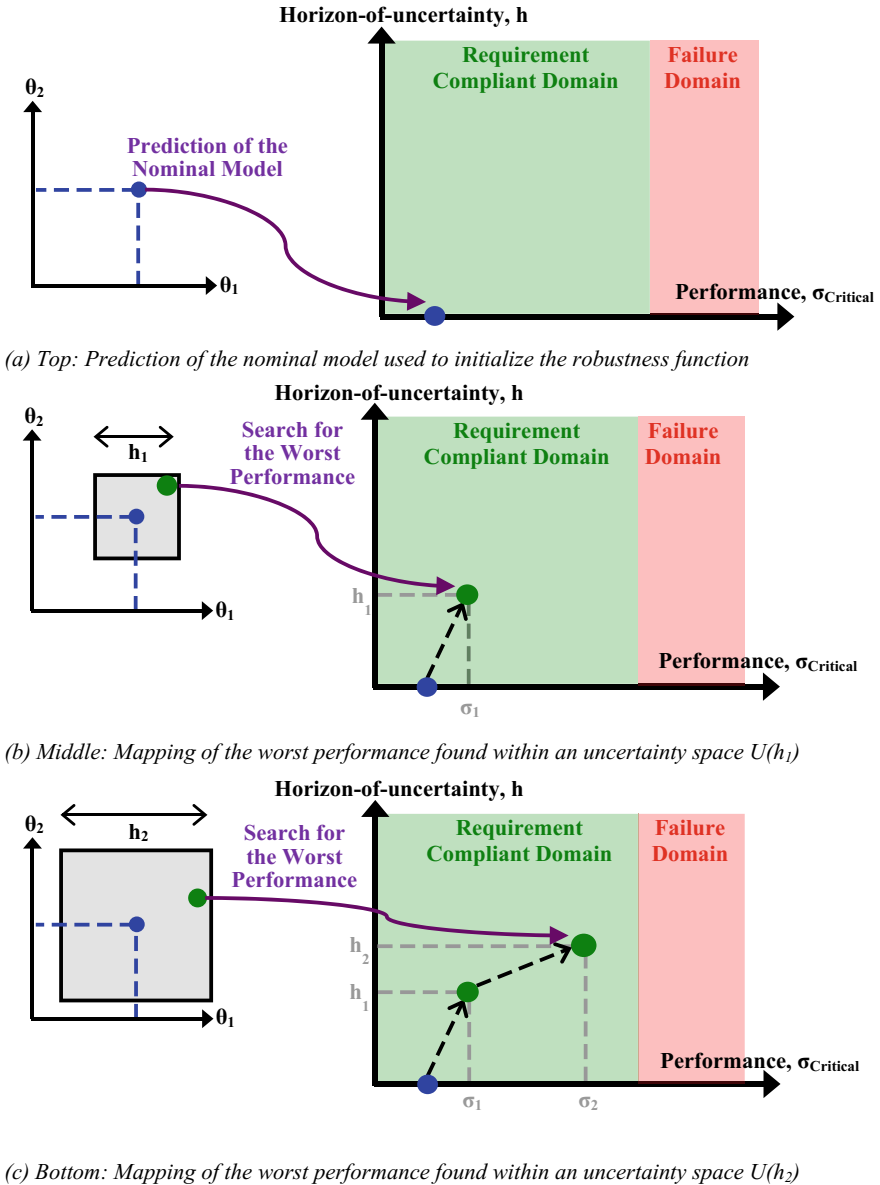 Horizon-of-uncertainty, h
Requirement
Compliant Domain
Failure
Domain
θ2
Prediction of the
Nominal Model
θ1
Performance, σCritical
(a) Top: Prediction of the nominal model used to initialize the robustness function
Horizon-of-uncertainty, h
θ2
h1
Search for
the Worst
Performance
Requirement
Compliant Domain
Failure
Domain
h1
θ1
Performance, σCritical
σ1
(b) Middle: Mapping of the worst performance found within an uncertainty space U(h1)
Horizon-of-uncertainty, h
θ2
h2
Search for
the Worst
Performance
Requirement
Compliant Domain
Failure
Domain
h2
h1
θ1
Performance, σCritical
σ1
σ2
(c) Bottom: Mapping of the worst performance found within an uncertainty space U(h2)